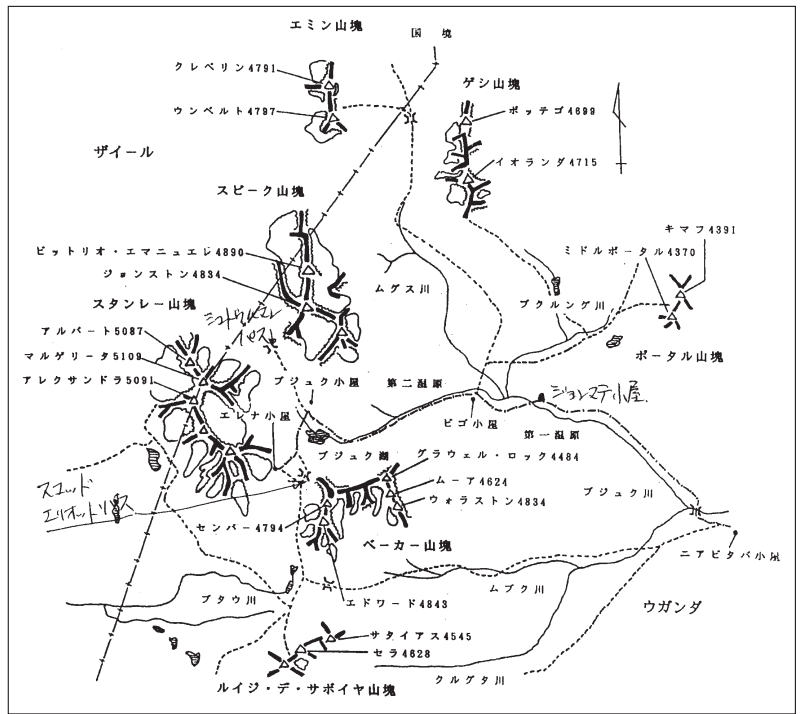 エミン山塊
国境
クレペリン4791
ゲシ山塊
ウンベルト4797
ボッテゴ4699
ザイール
イオランダ4715
スピーク山塊
キマフ4391
ビットリオ・エマニュエレ4890
ミドルポータル4370
ジョンストン4834
ムグス川
ブクルング川
スタンレー山塊
アルバート5087
ポータル山塊
マルゲリータ5109
ブジュク小屋
第二湿原
ジョンマテ小屋
アレクサンドラ5091
エレナ小屋
ビゴ小屋
第一湿原
ブジュク湖
グラウェル・ロック4484
スコット
エリオットパス
ムーア4624
ブジュク川
ウォラストン4834
センパー4794
ベーカー山塊
ニアビタバ小屋
エドワード4843
ムブク川
ブタウ川
ウガンダ
サタイアス4545
セラ4628
クルグタ川
ルイジ・デ・サボイヤ山塊